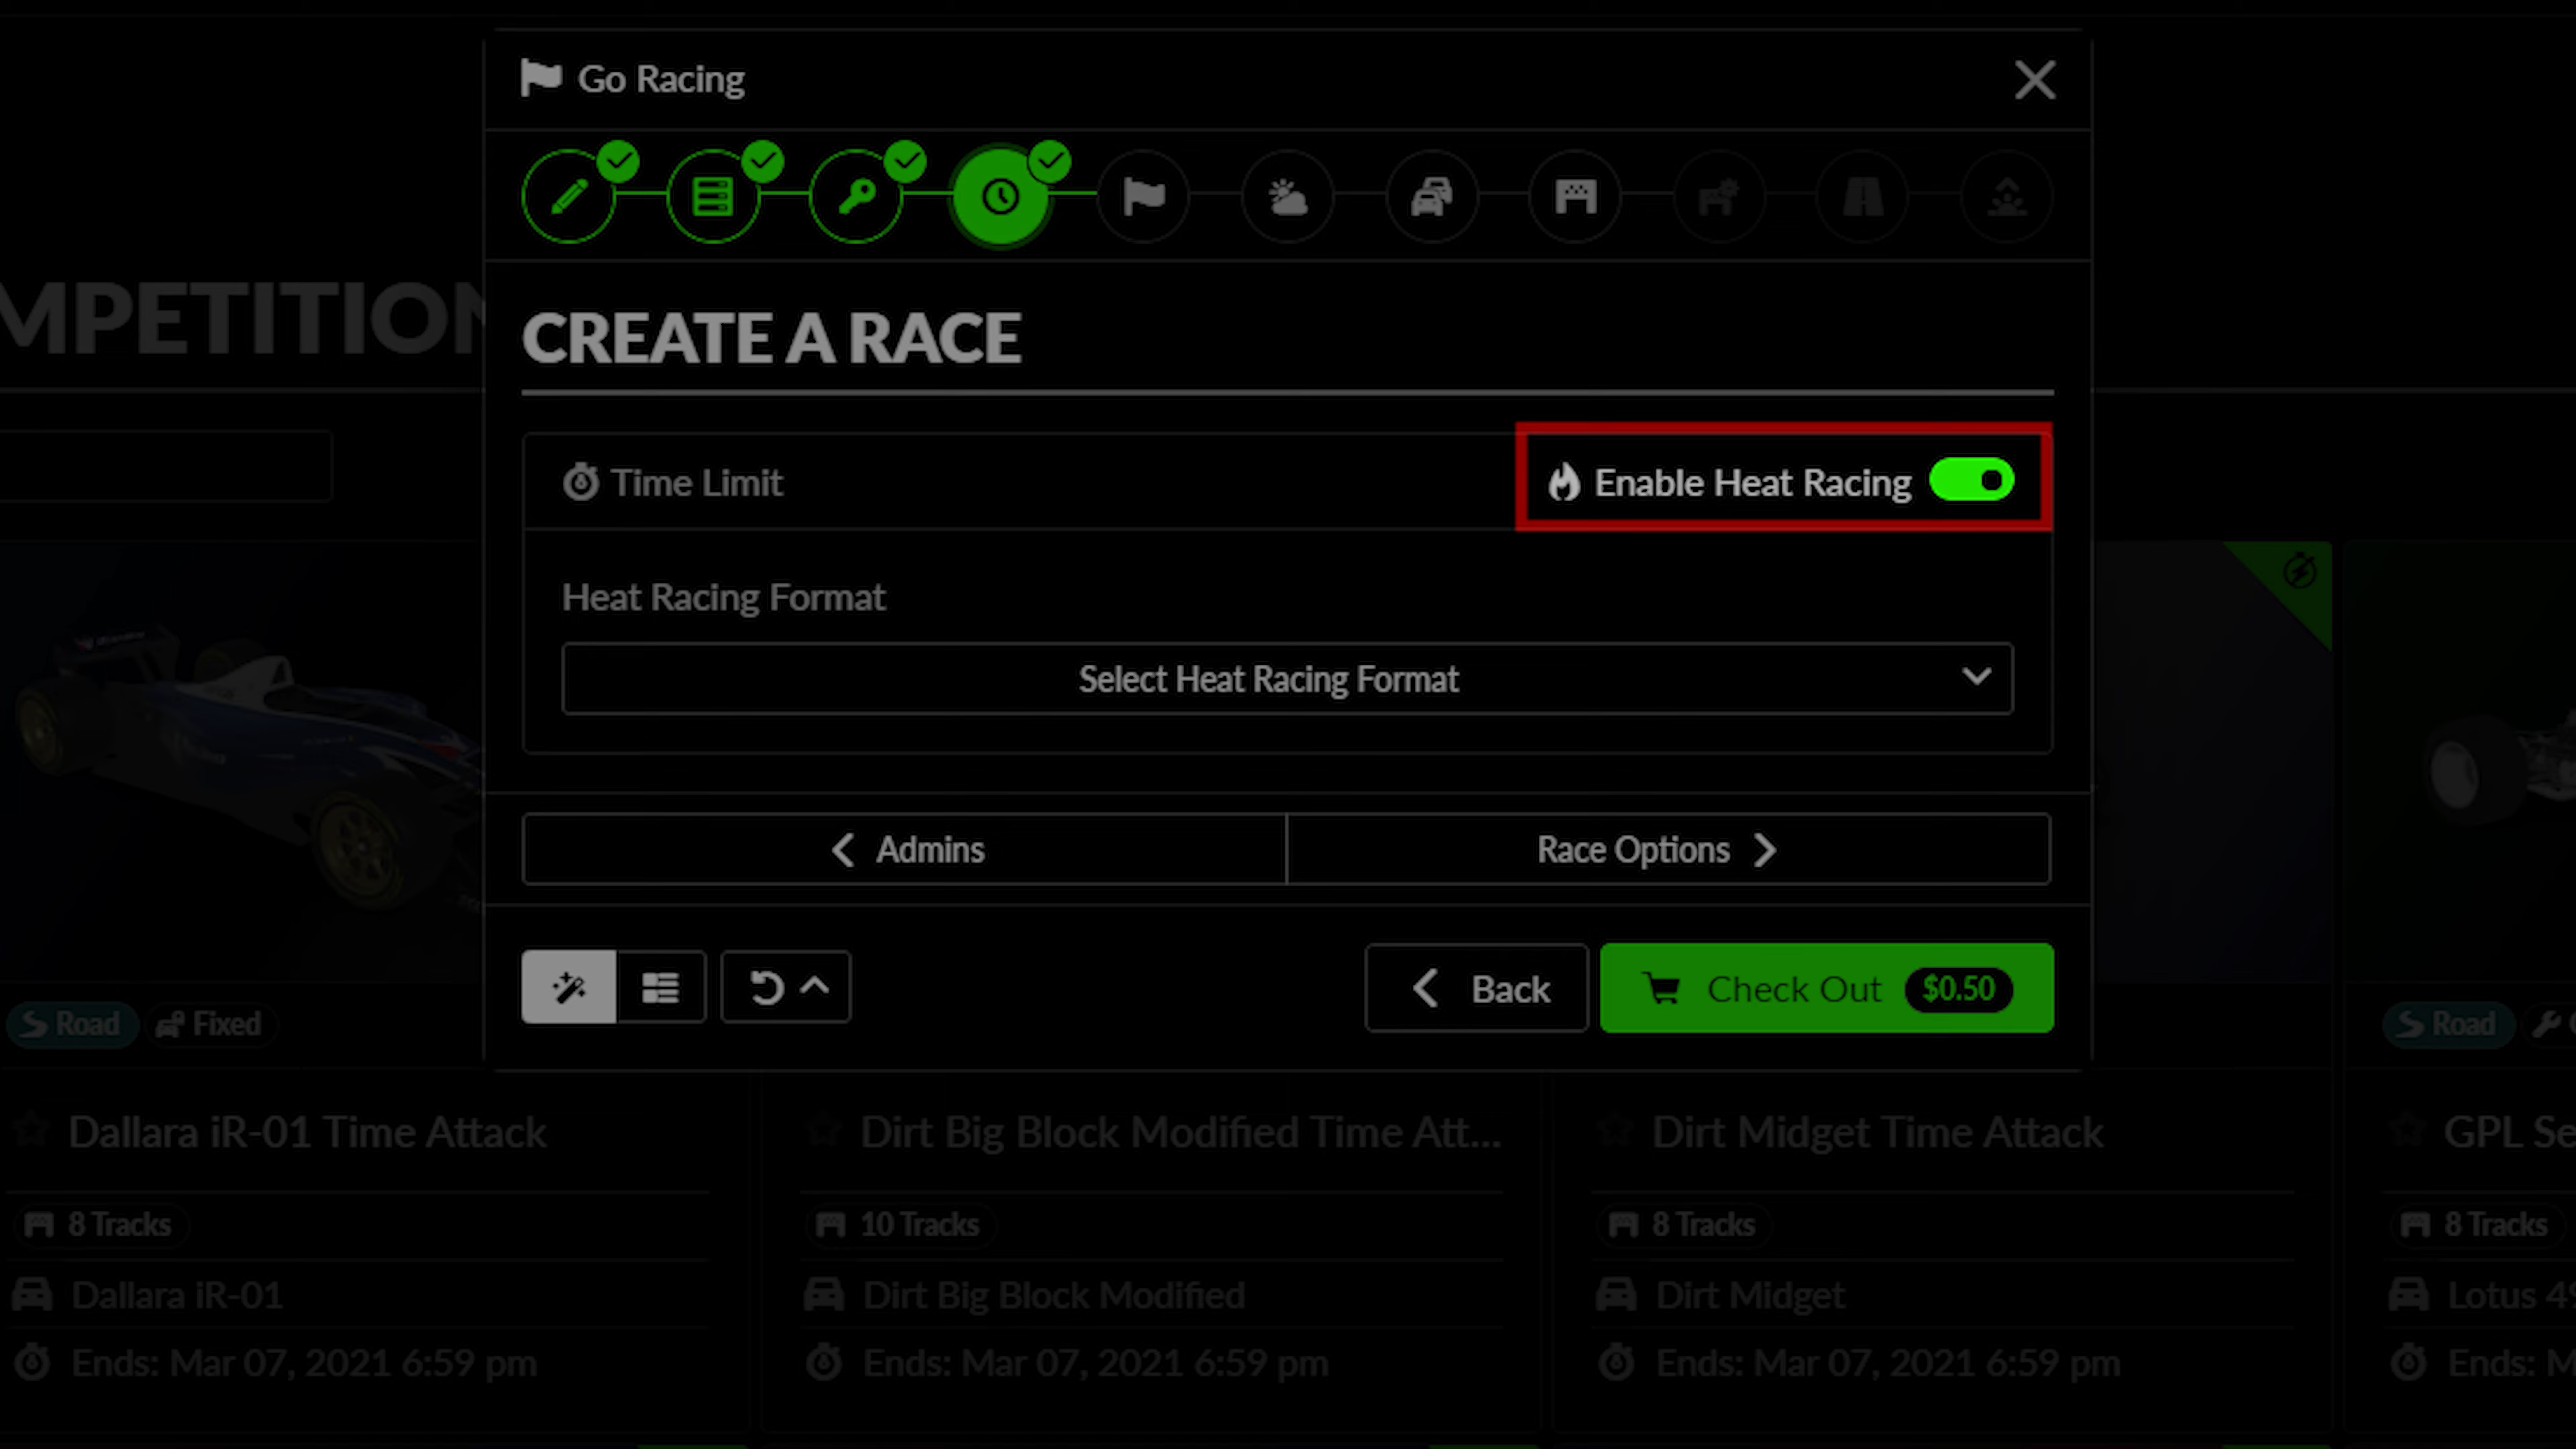 Go Racing
MPETITION
CREATE A RACE
Time Limit
Enable Heat Racing
Heat Racing Format
Select Heat Racing Format
Admins
Race Options
Back
Check Out $0.50
Road Fixed
Road
Dallara iR-01 Time Attack
Dirt Big Block Modified Time Att...
Dirt Midget Time Attack
GPL Se
8 Tracks
10 Tracks
8 Tracks
8 Tracks
Dallara iR-01
Dirt Big Block Modified
Dirt Midget
Lotus 49
Ends: Mar 07, 2021 6:59 pm
Ends: Mar 07, 2021 6:59 pm
Ends: Mar 07, 2021 6:59 pm
Ends: M